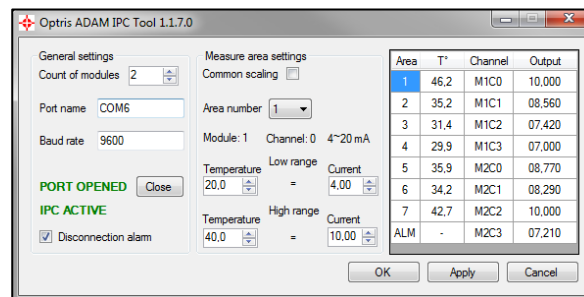 Optris ADAM IPC Tool 1.1.7.0
General settings
Count of modules 2
Port name COM6
Baud rate 9600
PORT OPENED Close
IPC ACTIVE
Disconnection alarm
Measure area settings
Common scaling
Area number 1
Module: 1 Channel: 0 4~20 mA
Low range
Temperature Current
20,0 = 4,00
High range
Temperature Current
40,0 = 10,00
Area T° Channel Output
1 46,2 M1C0 10,000
2 35,2 M1C1 08,560
3 31,4 M1C2 07,420
4 29,9 M1C3 07,000
5 35,9 M2C0 08,770
6 34,2 M2C1 08,290
7 42,7 M2C2 10,000
ALM - M2C3 07,210
OK Apply Cancel